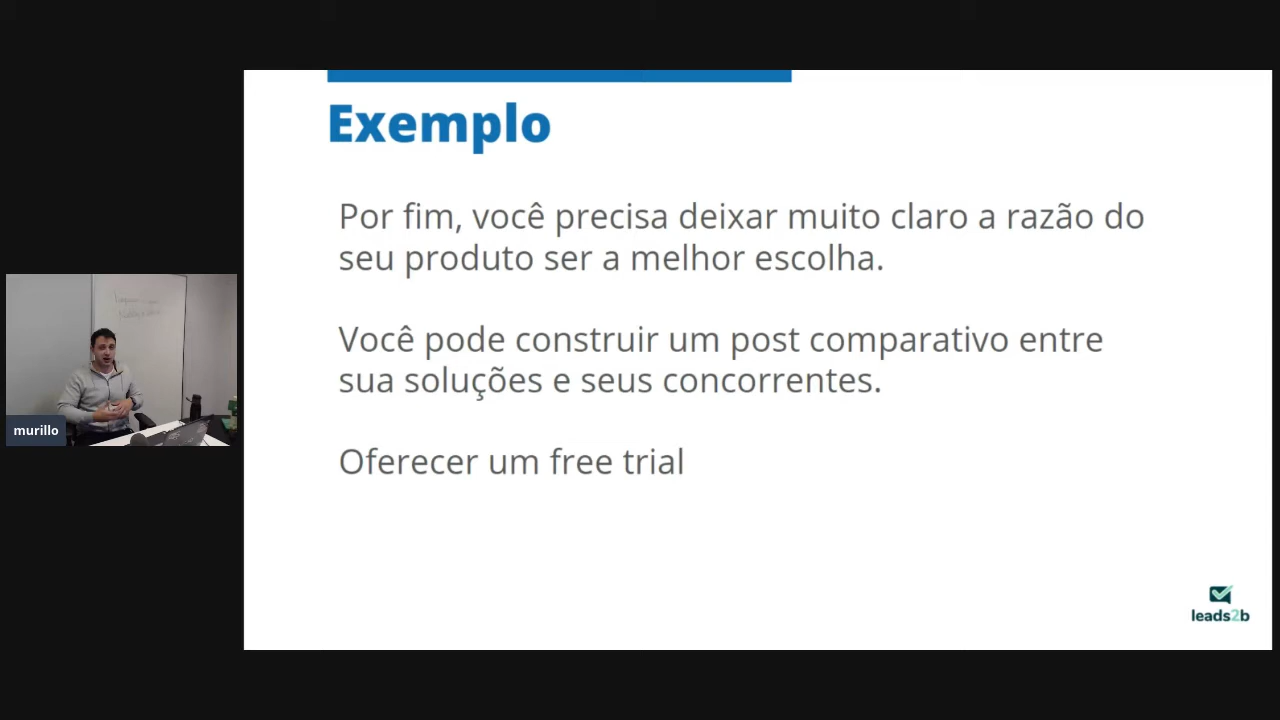 Exemplo
Por fim, você precisa deixar muito claro a razão do
seu produto ser a melhor escolha.
Você pode construir um post comparativo entre
sua soluções e seus concorrentes.
Oferecer um free trial
murillo
leads2b